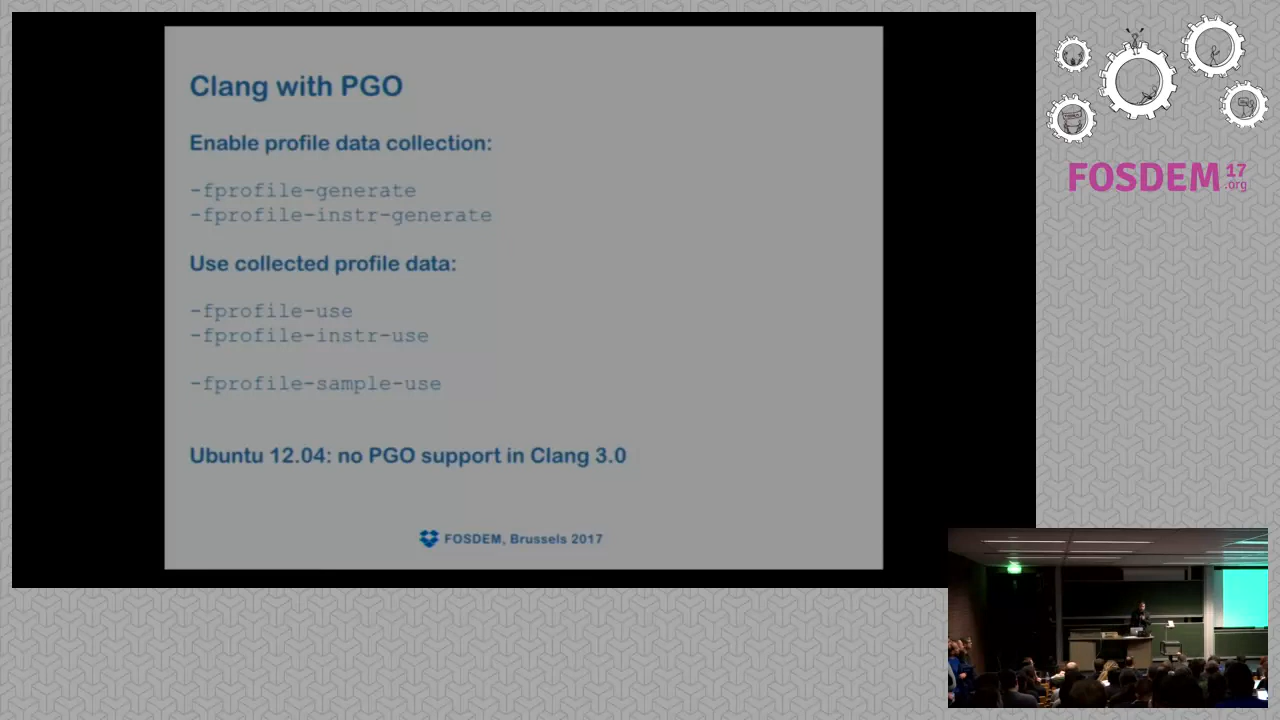 Clang with PGO
Enable profile data collection:
-fprofile-generate
-fprofile-instr-generate
Use collected profile data:
-fprofile-use
-fprofile-instr-use
-fprofile-sample-use
Ubuntu 12.04: no PGO support in Clang 3.0
FOSDEM, Brussels 2017
FOSDEM 17
.org